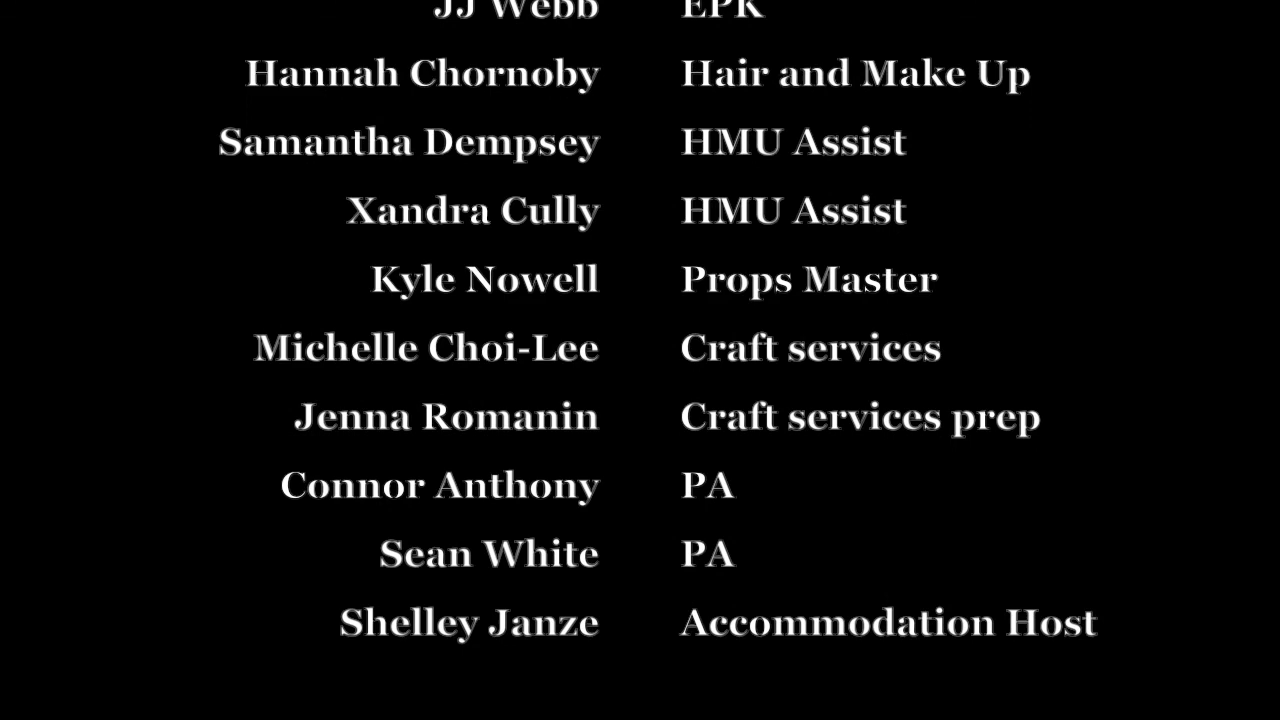 JJ Webb EPK
Hannah Chornoby Hair and Make Up
Samantha Dempsey HMU Assist
Xandra Cully HMU Assist
Kyle Nowell Props Master
Michelle Choi-Lee Craft services
Jenna Romanin Craft services prep
Connor Anthony PA
Sean White PA
Shelley Janze Accommodation Host